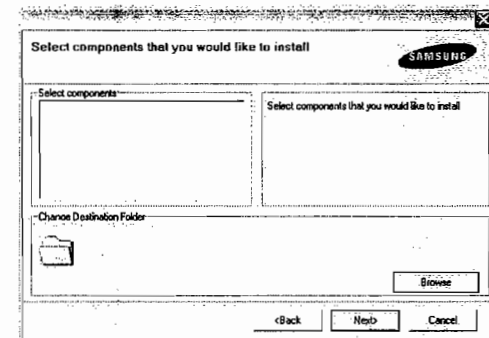 Select components that you would like to install
SAMSUNG
Select components
Select components that you would like to install
Change Destination Folder
Browse
<Back
Next>
Cancel